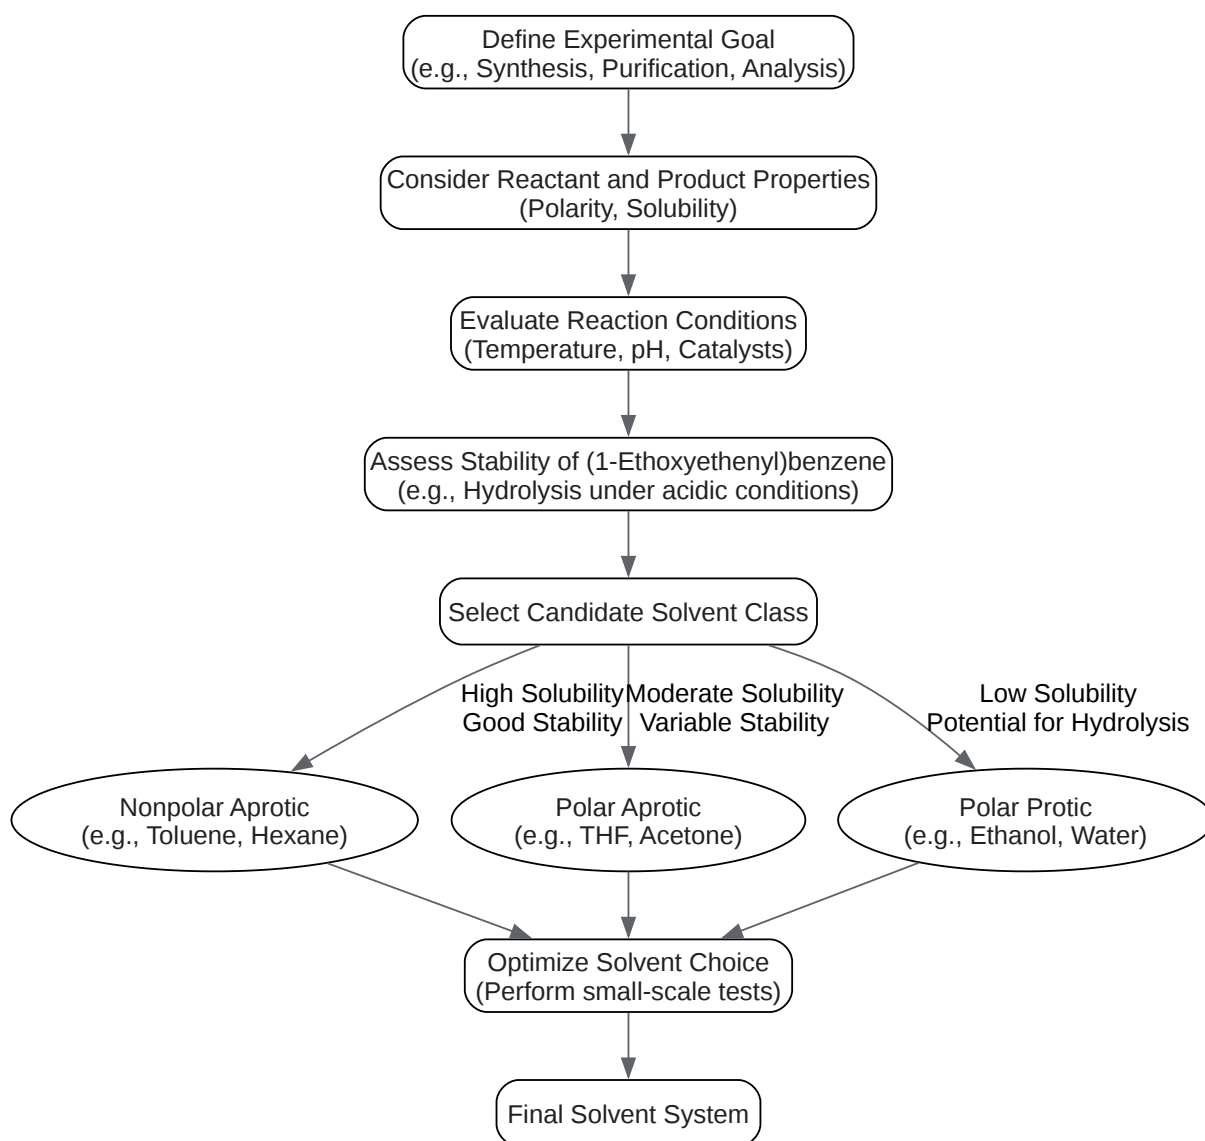 Define Experimental Goal
(e.g., Synthesis, Purification, Analysis)
Consider Reactant and Product Properties
(Polarity, Solubility)
Evaluate Reaction Conditions
(Temperature, pH, Catalysts)
Assess Stability of (1-Ethoxyethenyl)benzene
(e.g., Hydrolysis under acidic conditions)
Select Candidate Solvent Class
High Solubility
Good Stability
Moderate Solubility
Variable Stability
Low Solubility
Potential for Hydrolysis
Nonpolar Aprotic
(e.g., Toluene, Hexane)
Polar Aprotic
(e.g., THF, Acetone)
Polar Protic
(e.g., Ethanol, Water)
Optimize Solvent Choice
(Perform small-scale tests)
Final Solvent System